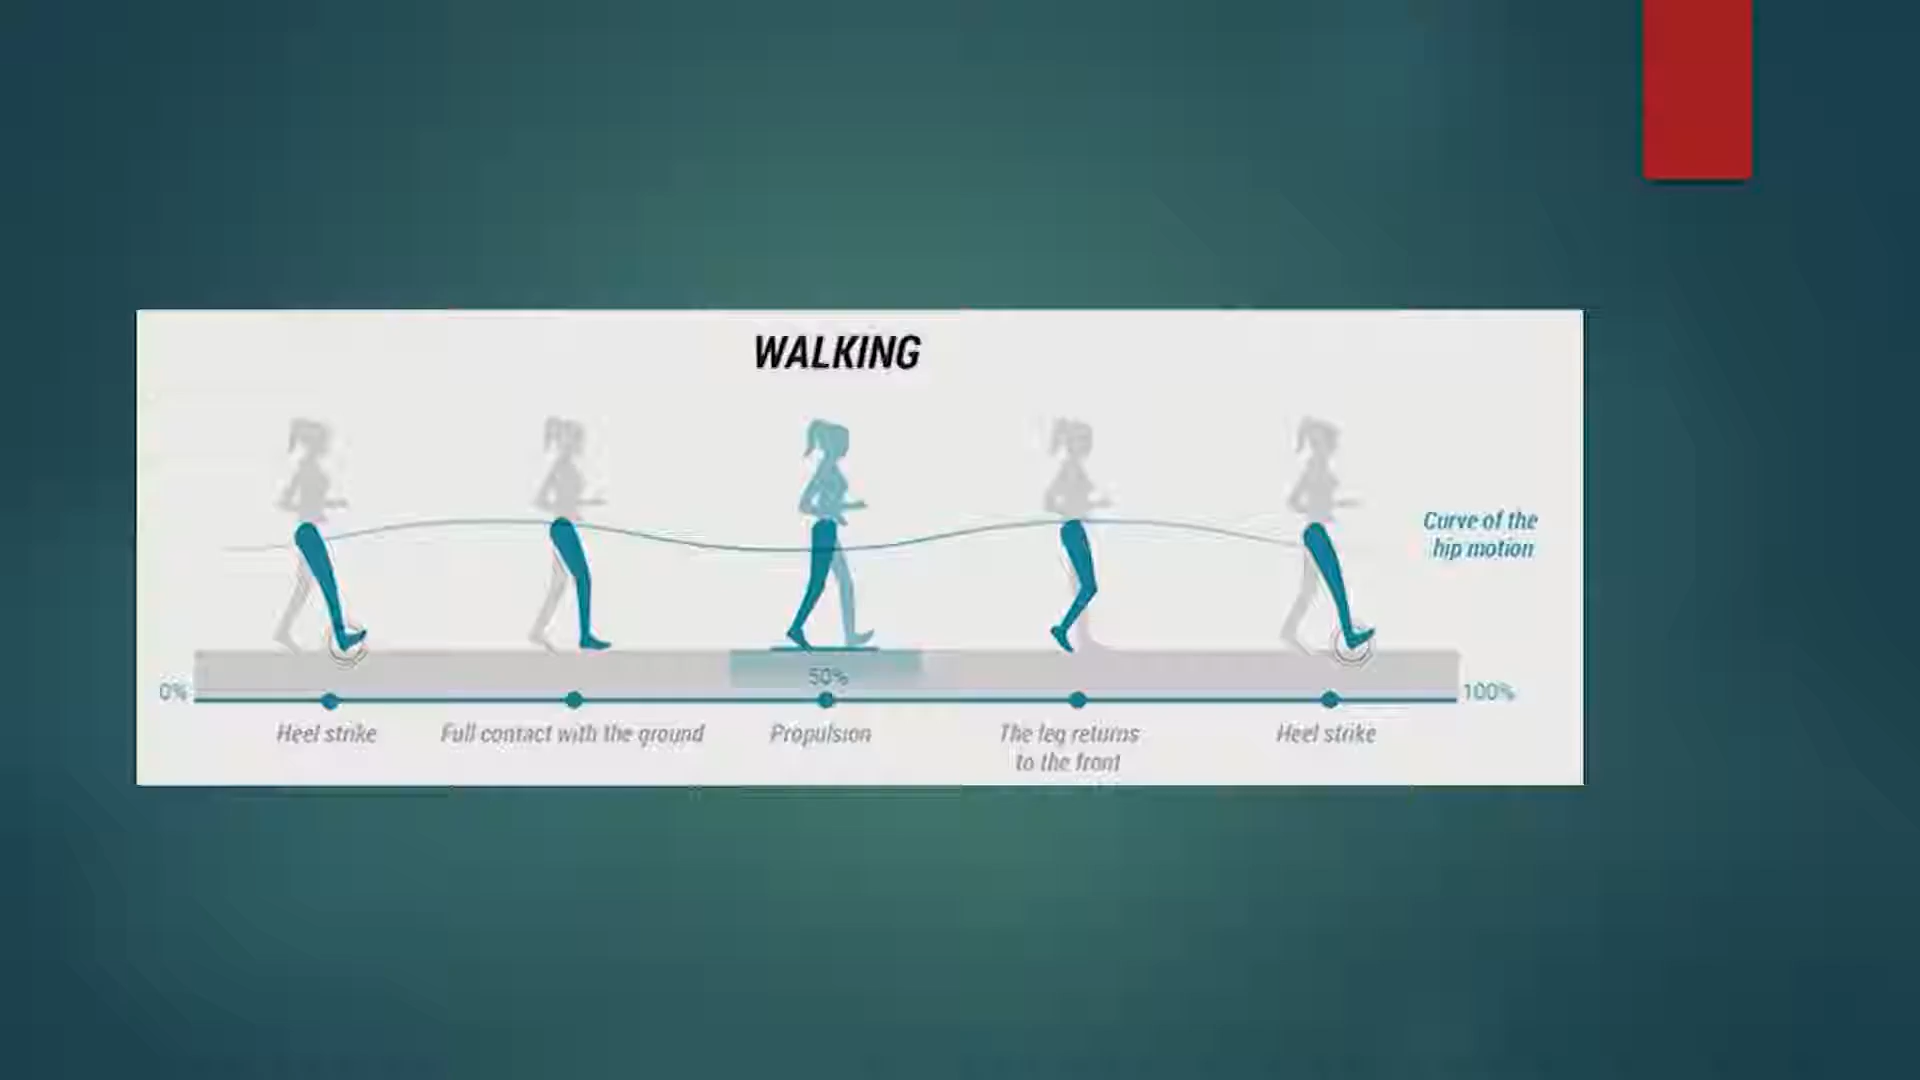 WALKING
Curve of the
hip motion
0%
50%
100%
Heel strike
Full contact with the ground
Propulsion
The leg returns
to the front
Heel strike